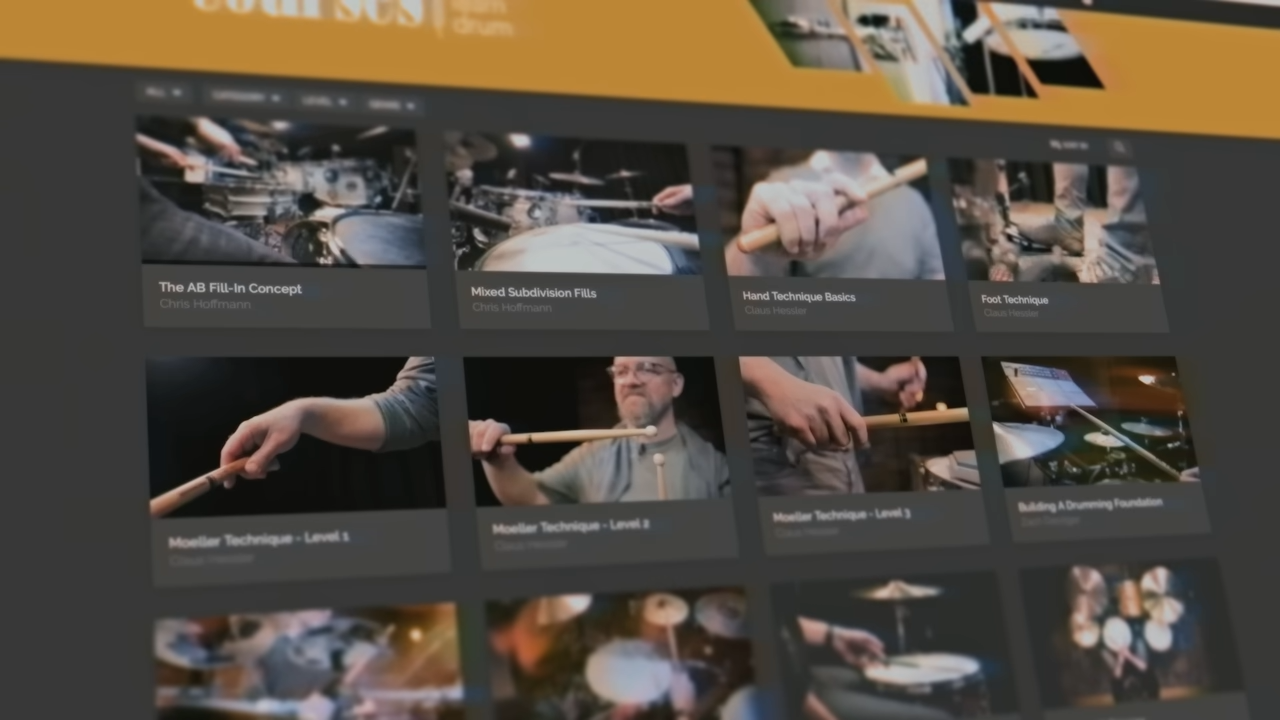 courses
drum
The AB Fill-In Concept
Chris Hoffmann
Mixed Subdivision Fills
Chris Hoffmann
Hand Technique Basics
Claus Hessler
Foot Technique
Claus Hessler
Moeller Technique - Level 1
Claus Hessler
Moeller Technique - Level 2
Claus Hessler
Moeller Technique - Level 3
Claus Hessler
Building A Drumming Foundation